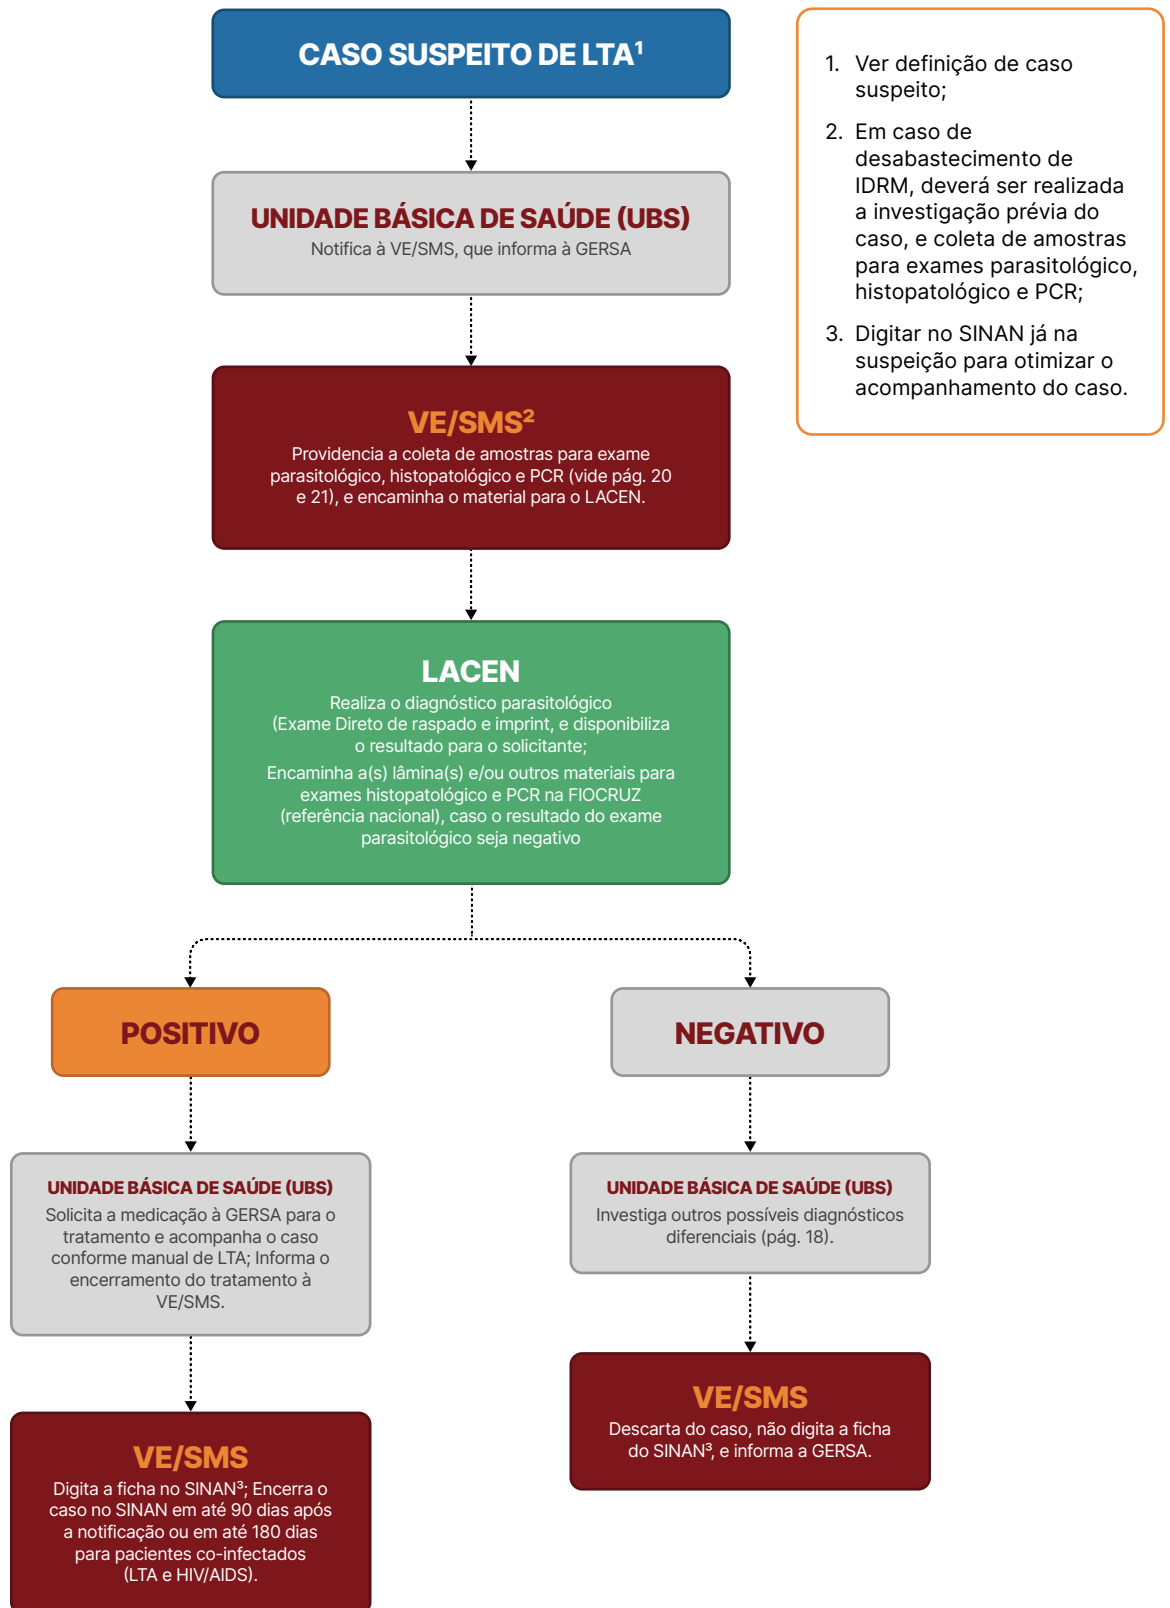 CASO SUSPEITO DE LTA¹
UNIDADE BÁSICA DE SAÚDE (UBS)
Notifica à VE/SMS, que informa à GERSA
VE/SMS²
Providencia a coleta de amostras para exame
parasitológico, histopatológico e PCR (vide pág. 20
e 21), e encaminha o material para o LACEN.
LACEN
Realiza o diagnóstico parasitológico
(Exame Direto de raspado e imprint, e disponibiliza
o resultado para o solicitante;
Encaminha a(s) lâmina(s) e/ou outros materiais para
exames histopatológico e PCR na FIOCRUZ
(referência nacional), caso o resultado do exame
parasitológico seja negativo
POSITIVO
UNIDADE BÁSICA DE SAÚDE (UBS)
Solicita a medicação à GERSA para o
tratamento e acompanha o caso
conforme manual de LTA; Informa o
encerramento do tratamento à
VE/SMS.
VE/SMS
Digita a ficha no SINAN³; Encerra o
caso no SINAN em até 90 dias após
a notificação ou em até 180 dias
para pacientes co-infectados
(LTA e HIV/AIDS).
NEGATIVO
UNIDADE BÁSICA DE SAÚDE (UBS)
Investiga outros possíveis diagnósticos
diferenciais (pág. 18).
VE/SMS
Descarta do caso, não digita a ficha
do SINAN³, e informa a GERSA.
1. Ver definição de caso
suspeito;
2. Em caso de
desabastecimento de
IDRM, deverá ser realizada
a investigação prévia do
caso, e coleta de amostras
para exames parasitológico,
histopatológico e PCR;
3. Digitar no SINAN já na
suspeição para otimizar o
acompanhamento do caso.